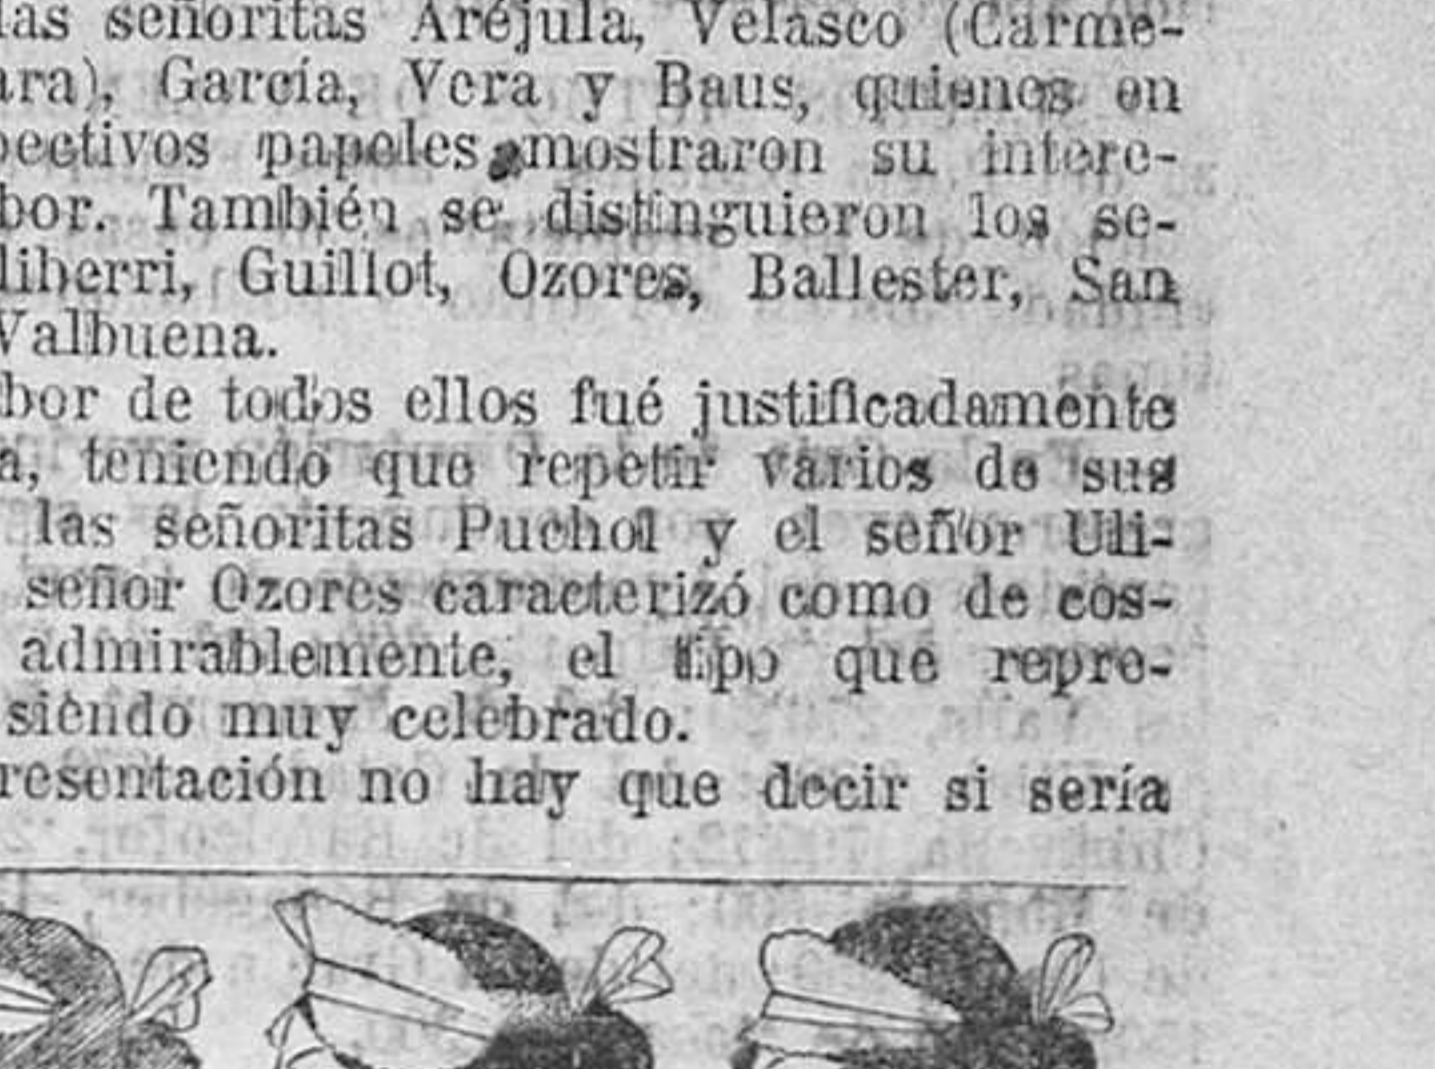 las señoritas Aréjula, Velasco (Carme-
ara), García, Vera y Baus, quienes en
pectivos papeles mostraron su intere-
bor. También se distinguieron los se-
liberri, Guillot, Ozores, Ballester, San
Valbuena.
bor de todos ellos fué justificadamente
a, teniendo que repetir varios de sus
las señoritas Puchol y el señor Uli-
señor Ozores caracterizó como de cos-
admirablemente, el tipo que repre-
siendo muy celebrado.
resentación no hay que decir si sería